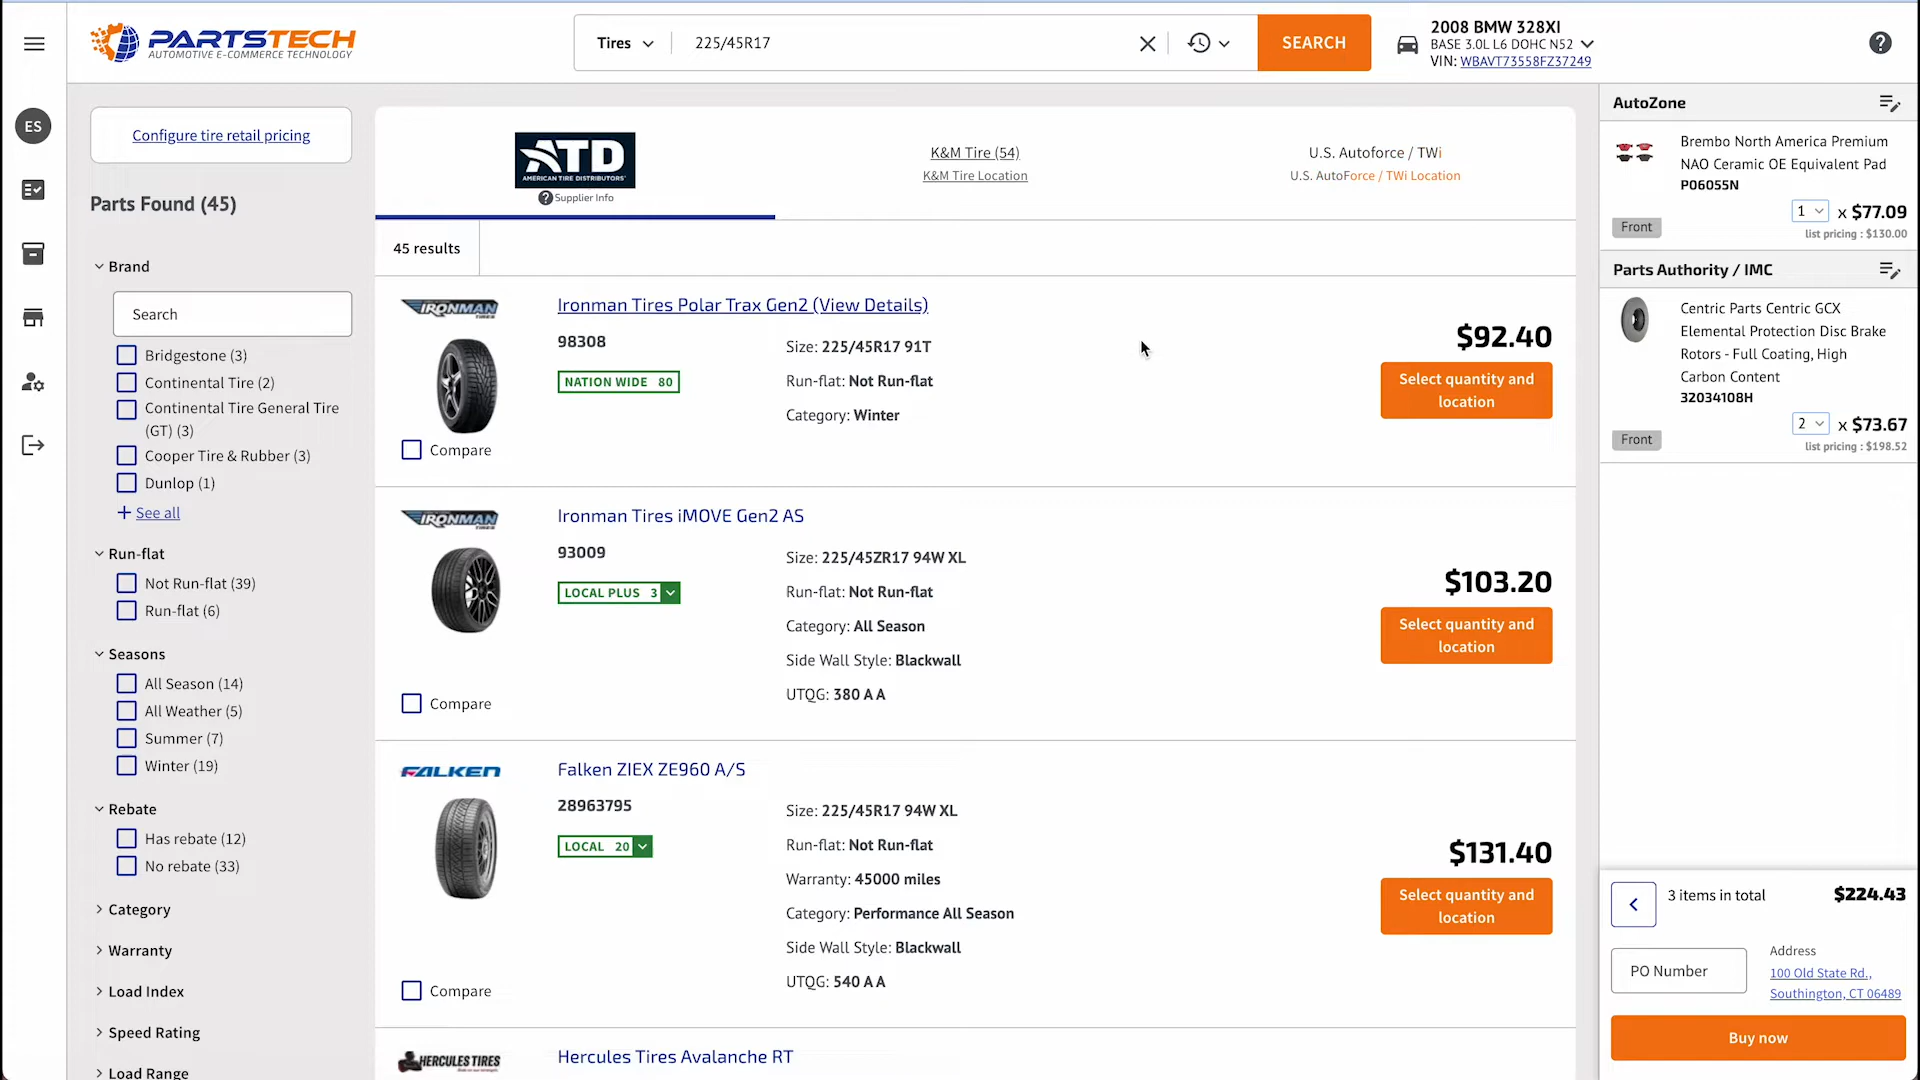 PARTSTECH
AUTOMOTIVE E-COMMERCE TECHNOLOGY
Tires
225/45R17
SEARCH
2008 BMW 328XI
BASE 3.0L L6 DOHC N52
VIN: WBAVT73558FZ37249
?
ES
Configure tire retail pricing
Parts Found (45)
Brand
Search
Bridgestone (3)
Continental Tire (2)
Continental Tire General Tire
(GT) (3)
Cooper Tire & Rubber (3)
Dunlop (1)
+ See all
Run-flat
Not Run-flat (39)
Run-flat (6)
Seasons
All Season (14)
All Weather (5)
Summer (7)
Winter (19)
Rebate
Has rebate (12)
No rebate (33)
Category
Warranty
Load Index
Speed Rating
Load Range
ATD
AMERICAN TIRE DISTRIBUTORS
? Supplier Info
K&M Tire (54)
K&M Tire Location
U.S. Autoforce / TWi
U.S. AutoForce / TWi Location
45 results
IRONMAN
TIRES
Ironman Tires Polar Trax Gen2 (View Details)
98308
NATION WIDE 80
Size: 225/45R17 91T
Run-flat: Not Run-flat
Category: Winter
$92.40
Select quantity and
location
Compare
IRONMAN
TIRES
Ironman Tires iMOVE Gen2 AS
93009
LOCAL PLUS 3
Size: 225/45ZR17 94W XL
Run-flat: Not Run-flat
Category: All Season
Side Wall Style: Blackwall
UTQG: 380 A A
$103.20
Select quantity and
location
Compare
FALKEN
Falken ZIEX ZE960 A/S
28963795
LOCAL 20
Size: 225/45R17 94W XL
Run-flat: Not Run-flat
Warranty: 45000 miles
Category: Performance All Season
Side Wall Style: Blackwall
UTQG: 540 A A
$131.40
Select quantity and
location
Compare
HERCULES TIRES
Hercules Tires Avalanche RT
AutoZone
Brembo North America Premium
NAO Ceramic OE Equivalent Pad
P06055N
1 x $77.09
Front
list pricing : $130.00
Parts Authority / IMC
Centric Parts Centric GCX
Elemental Protection Disc Brake
Rotors - Full Coating, High
Carbon Content
32034108H
2 x $73.67
Front
list pricing : $198.52
3 items in total
$224.43
PO Number
Address
100 Old State Rd.,
Southington, CT 06489
Buy now